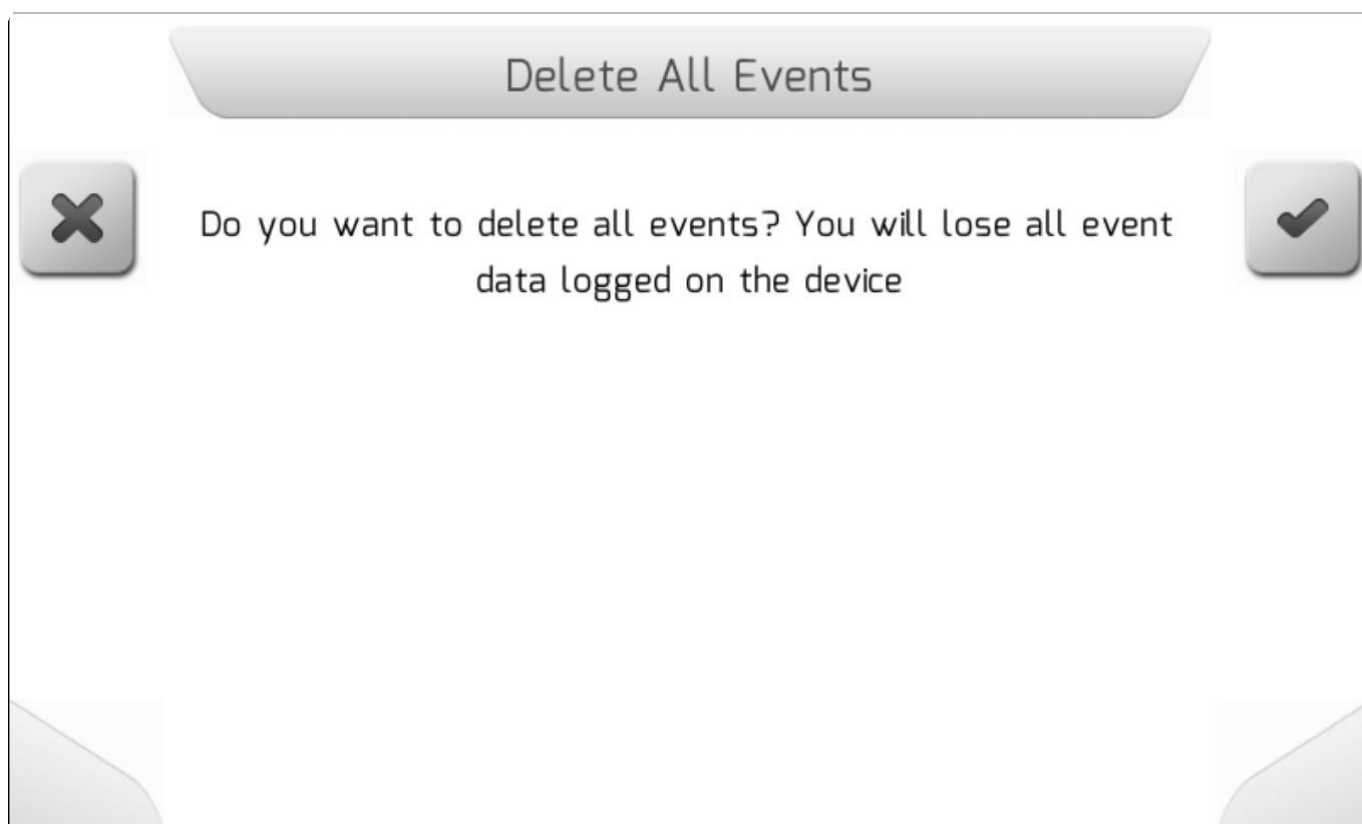 Delete All Events
Do you want to delete all events? You will lose all event
data logged on the device